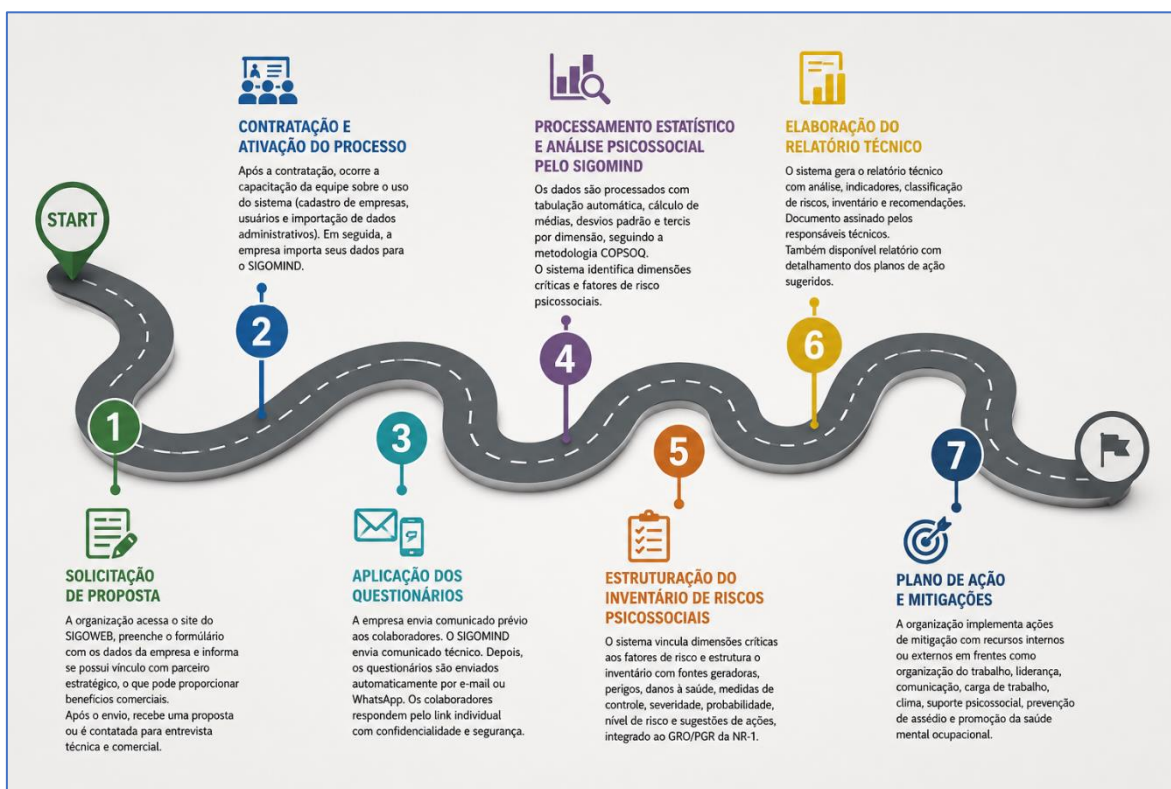 START
1
SOLICITAÇÃO
DE PROPOSTA
A organização acessa o site do
SIGOWEB, preenche o formulário
com os dados da empresa e informa
se possui vínculo com parceiro
estratégico, o que pode proporcionar
benefícios comerciais.
Após o envio, recebe uma proposta
ou é contatada para entrevista
técnica e comercial.
CONTRATAÇÃO E
ATIVAÇÃO DO PROCESSO
Após a contratação, ocorre a
capacitação da equipe sobre o uso
do sistema (cadastro de empresas,
usuários e importação de dados
administrativos). Em seguida, a
empresa importa seus dados para
o SIGOMIND.
2
3
APLICAÇÃO DOS
QUESTIONÁRIOS
A empresa envia comunicado prévio
aos colaboradores. O SIGOMIND
envia comunicado técnico. Depois,
os questionários são enviados
automaticamente por e-mail ou
WhatsApp. Os colaboradores
respondem pelo link individual
com confidencialidade e segurança.
PROCESSAMENTO ESTATÍSTICO
E ANÁLISE PSICOSSOCIAL
PELO SIGOMIND
Os dados são processados com
tabulação automática, cálculo de
médias, desvios padrão e tercis
por dimensão, seguindo a
metodologia COPSOQ.
O sistema identifica dimensões
críticas e fatores de risco
psicossociais.
4
5
ESTRUTURAÇÃO DO
INVENTÁRIO DE RISCOS
PSICOSSOCIAIS
O sistema vincula dimensões críticas
aos fatores de risco e estrutura o
inventário com fontes geradoras,
perigos, danos à saúde, medidas de
controle, severidade, probabilidade,
nível de risco e sugestões de ações,
integrado ao GRO/PGR da NR-1.
ELABORAÇÃO DO
RELATÓRIO TÉCNICO
O sistema gera o relatório técnico
com análise, indicadores, classificação
de riscos, inventário e recomendações.
Documento assinado pelos
responsáveis técnicos.
Também disponível relatório com
detalhamento dos planos de ação
sugeridos.
6
7
PLANO DE AÇÃO
E MITIGAÇÕES
A organização implementa ações
de mitigação com recursos internos
ou externos em frentes como
organização do trabalho, liderança,
comunicação, carga de trabalho,
clima, suporte psicossocial, prevenção
de assédio e promoção da saúde
mental ocupacional.